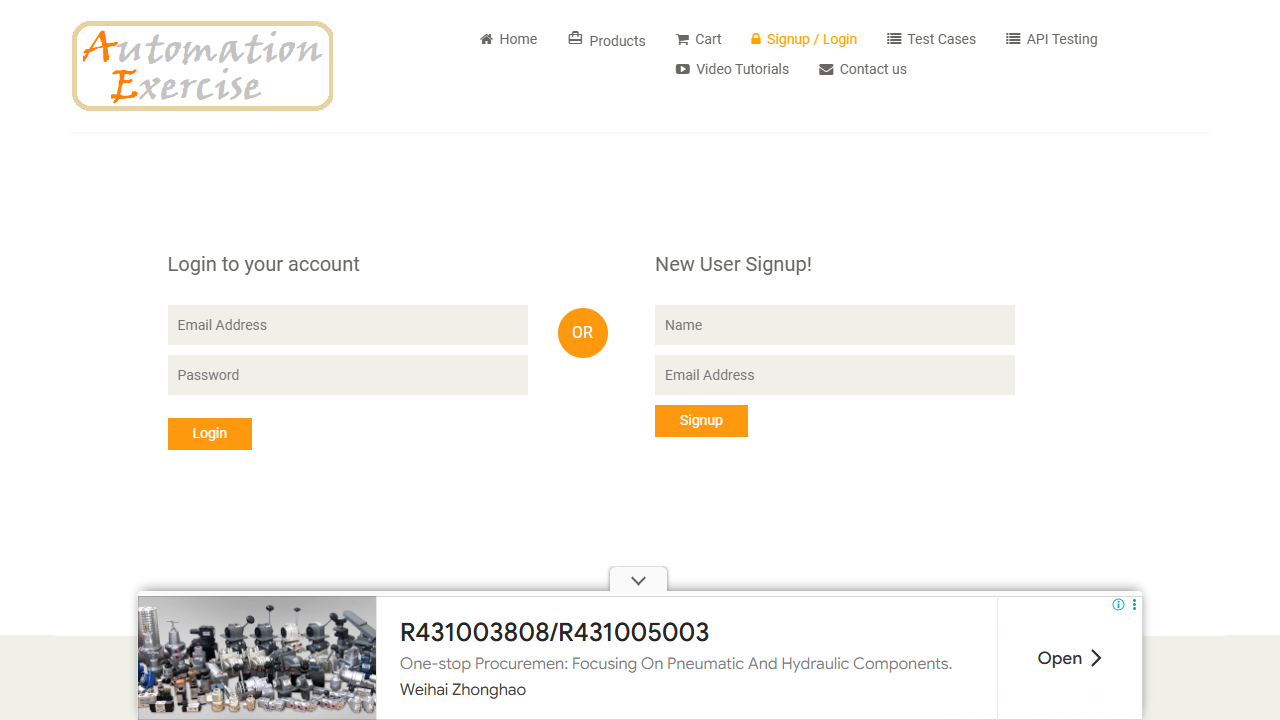 Automation
Exercise
Home
Products
Cart
Signup / Login
Test Cases
API Testing
Video Tutorials
Contact us
Login to your account
Email Address
Password
Login
OR
New User Signup!
Name
Email Address
Signup
R431003808/R431005003
One-stop Procuremen: Focusing On Pneumatic And Hydraulic Components.
Weihai Zhonghao
Open